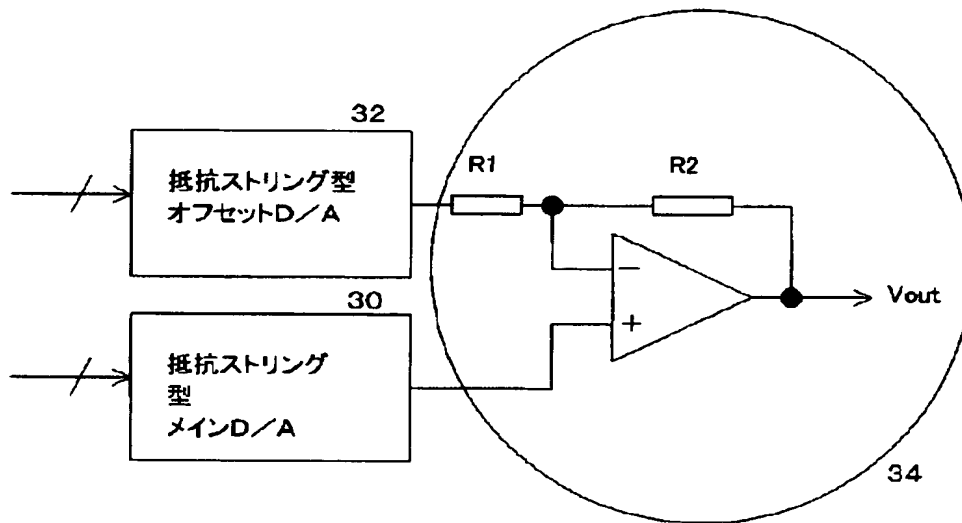 32
抵抗ストリング型
オフセットD/A
R1
R2
30
抵抗ストリング
型
メインD/A
−
+
Vout
34